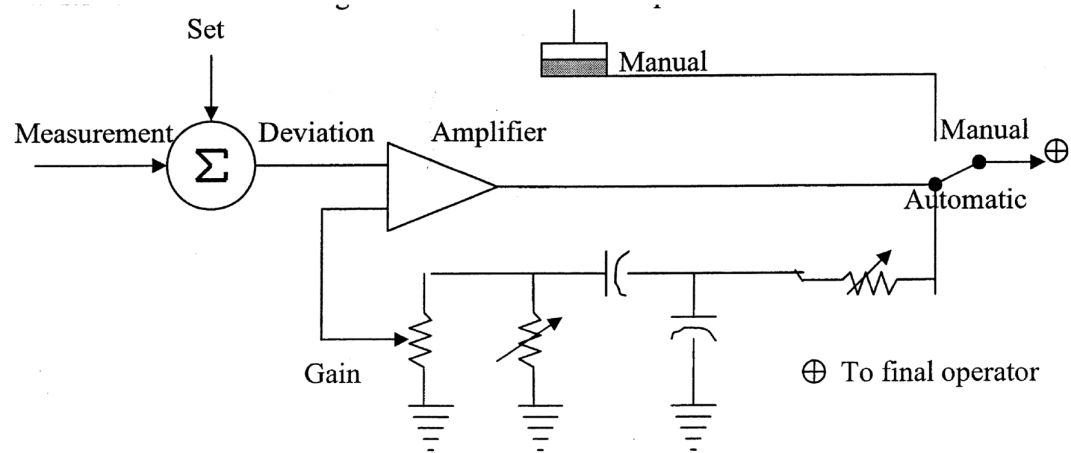 Set
Manual
Measurement
Deviation
Amplifier
Manual
Σ
Automatic
Gain
To final operator